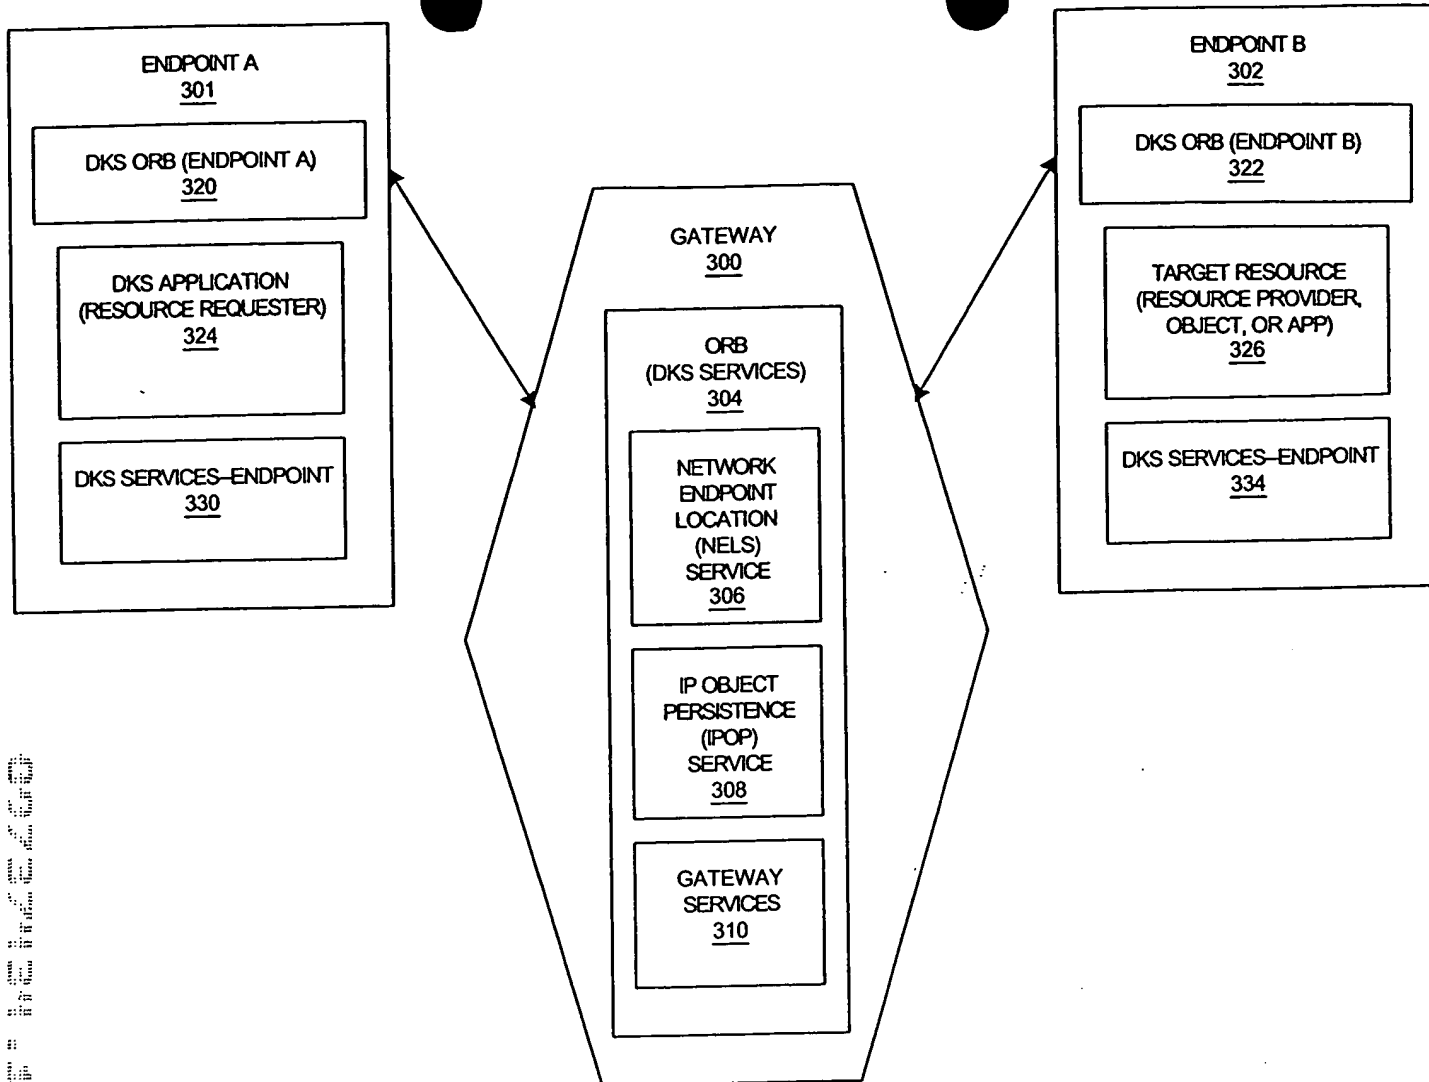 ENDPOINT A
301
DKS ORB (ENDPOINT A)
320
DKS APPLICATION
(RESOURCE REQUESTER)
324
DKS SERVICES–ENDPOINT
330
GATEWAY
300
ORB
(DKS SERVICES)
304
NETWORK
ENDPOINT
LOCATION
(NELS)
SERVICE
306
IP OBJECT
PERSISTENCE
(IPOP)
SERVICE
308
GATEWAY
SERVICES
310
ENDPOINT B
302
DKS ORB (ENDPOINT B)
322
TARGET RESOURCE
(RESOURCE PROVIDER,
OBJECT, OR APP)
326
DKS SERVICES–ENDPOINT
334